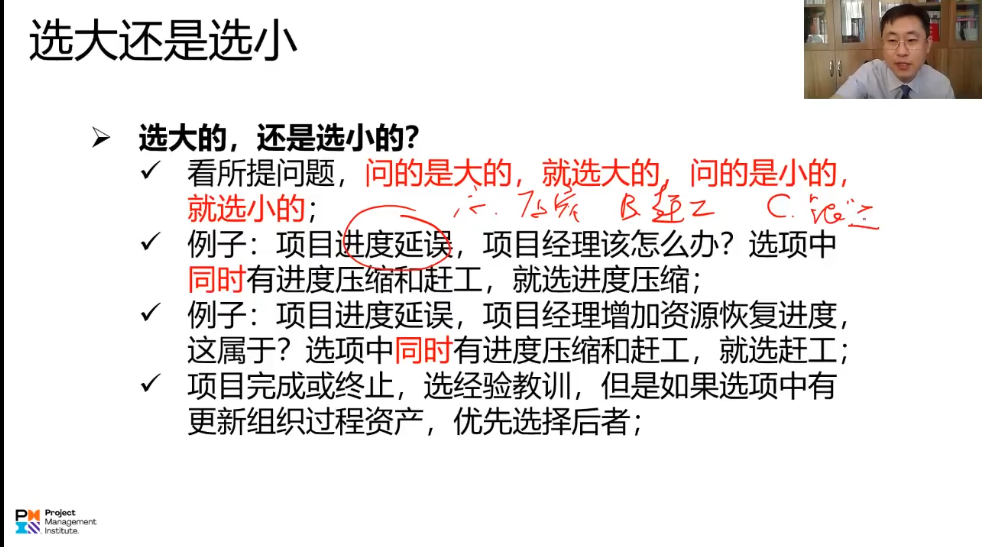 选大还是选小
➢ 选大的，还是选小的？
✓ 看所提问题，问的是大的，就选大的，问的是小的，
就选小的；
B 赶工 C.
✓ 例子：项目进度延误，项目经理该怎么办？选项中
同时有进度压缩和赶工，就选进度压缩；
✓ 例子：项目进度延误，项目经理增加资源恢复进度，
这属于？选项中同时有进度压缩和赶工，就选赶工；
✓ 项目完成或终止，选经验教训，但是如果选项中有
更新组织过程资产，优先选择后者；
Project
Management
Institute.